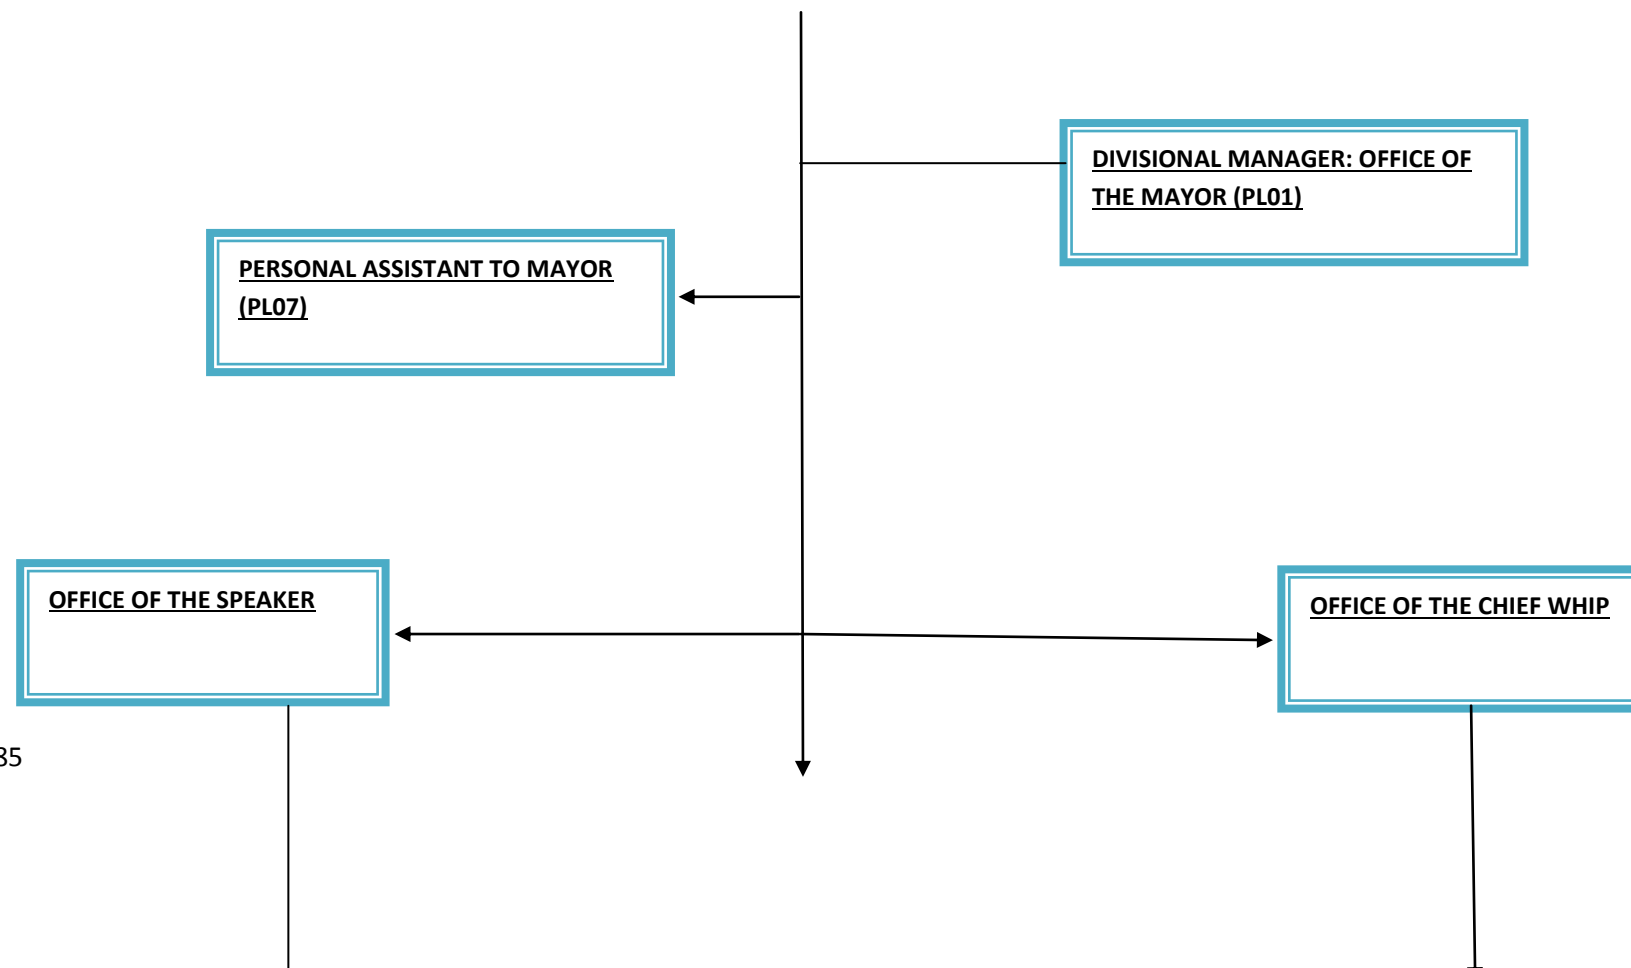 DIVISIONAL MANAGER: OFFICE OF
THE MAYOR (PL01)
PERSONAL ASSISTANT TO MAYOR
(PL07)
OFFICE OF THE SPEAKER
OFFICE OF THE CHIEF WHIP
85